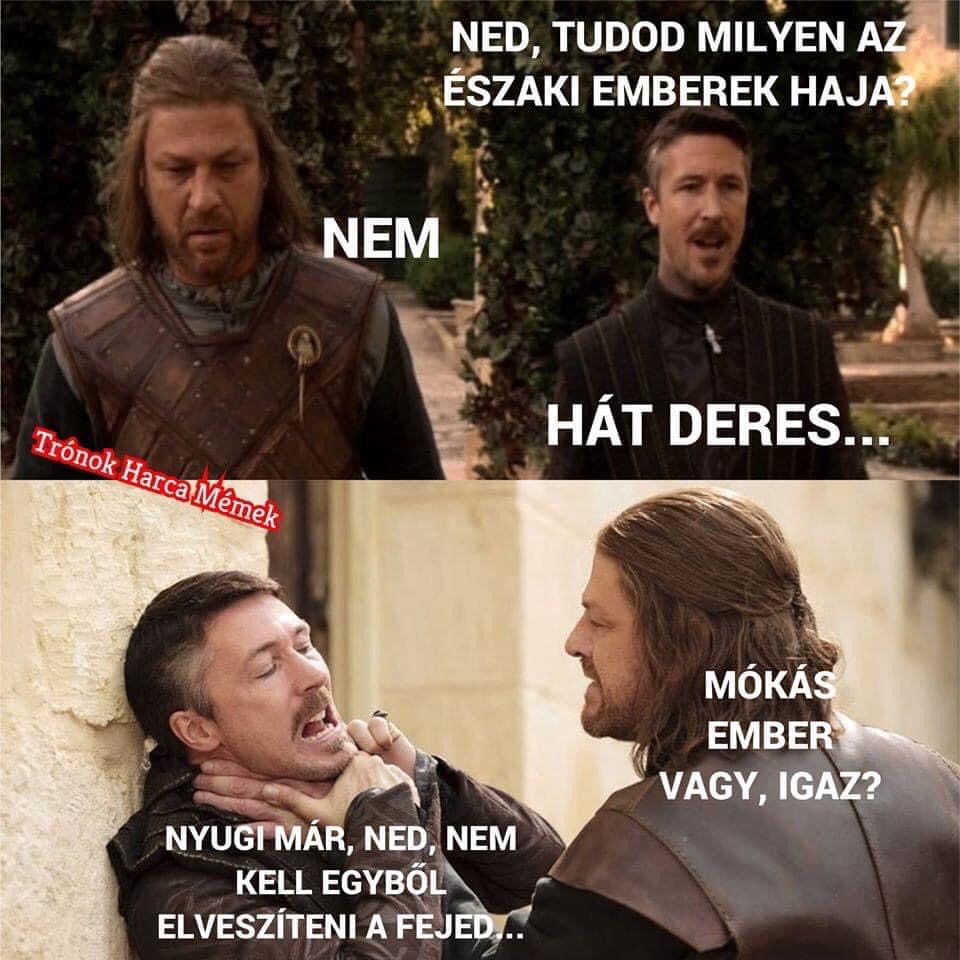 NED, TUDOD MILYEN AZ
ÉSZAKI EMBEREK HAJA?
NEM
HÁT DERES...
Trónok Harca Mémek
MÓKÁS
EMBER
VAGY, IGAZ?
NYUGI MÁR, NED, NEM
KELL EGYBŐL
ELVESZÍTENI A FEJED...